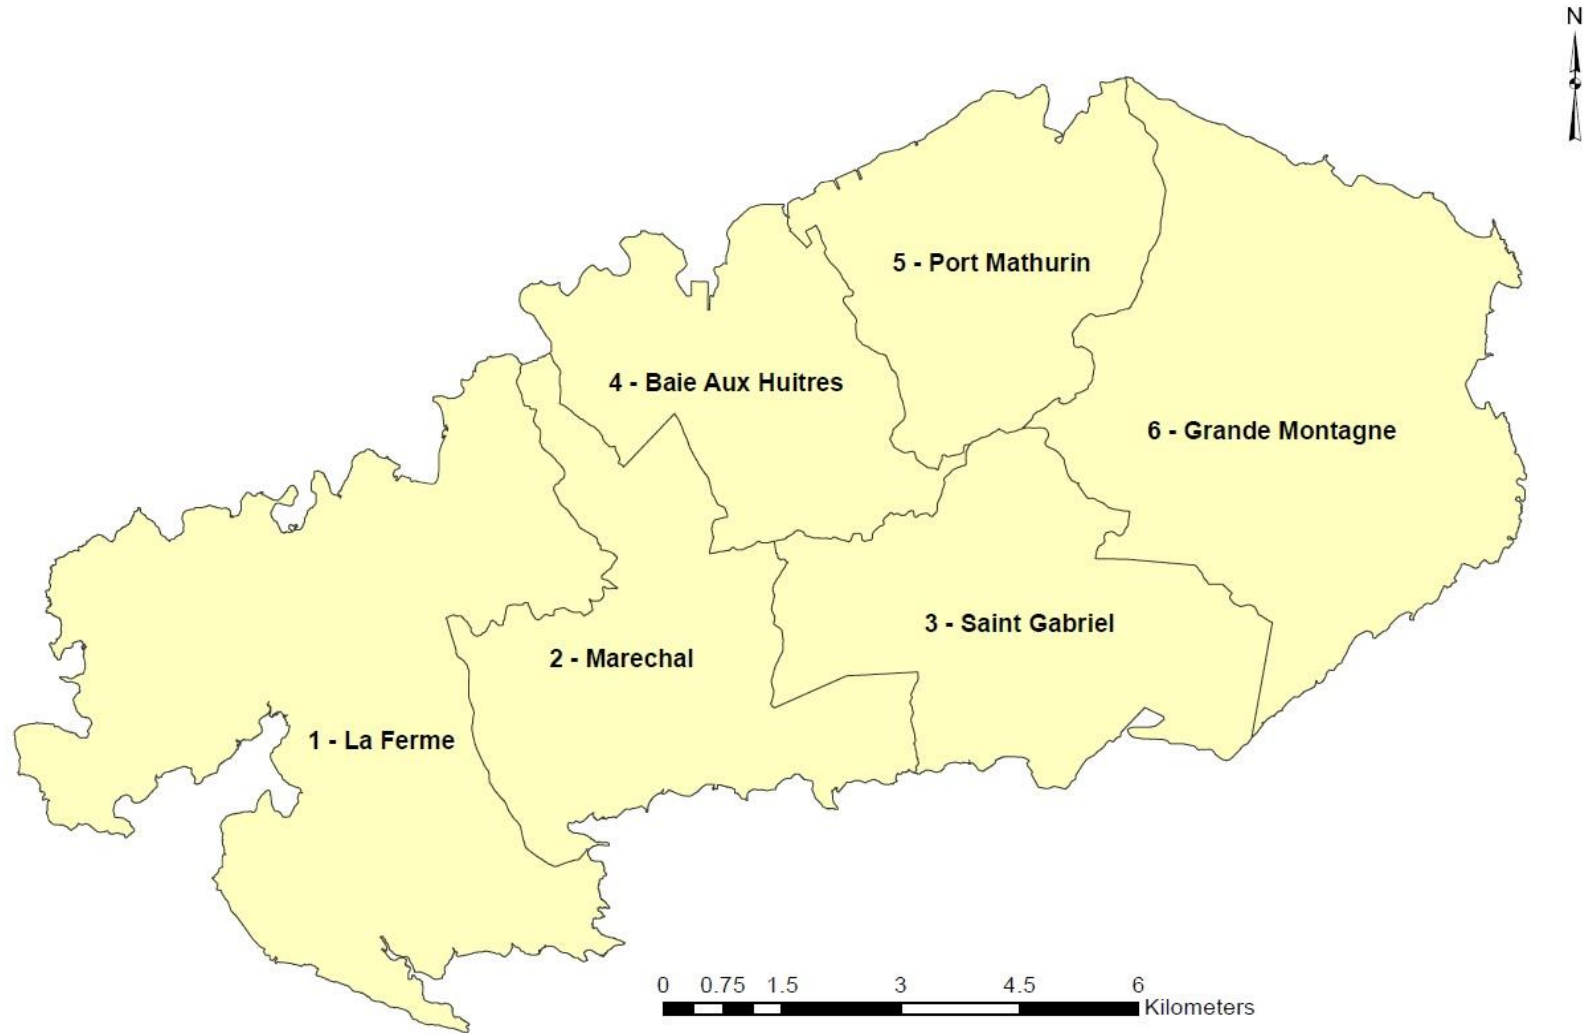 N
5 - Port Mathurin
4 - Baie Aux Huitres
6 - Grande Montagne
3 - Saint Gabriel
2 - Marechal
1 - La Ferme
0 0.75 1.5 3 4.5 6
Kilometers